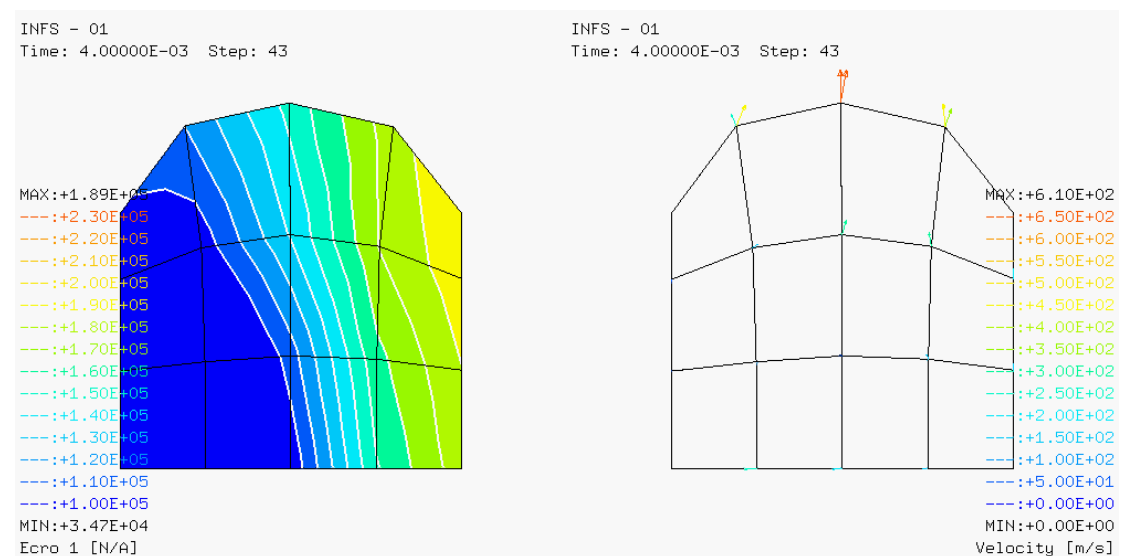 INFS - 01
Time: 4.00000E-03 Step: 43
MAX:+1.89E+05
---:+2.30E+05
---:+2.20E+05
---:+2.10E+05
---:+2.00E+05
---:+1.90E+05
---:+1.80E+05
---:+1.70E+05
---:+1.60E+05
---:+1.50E+05
---:+1.40E+05
---:+1.30E+05
---:+1.20E+05
---:+1.10E+05
---:+1.00E+05
MIN:+3.47E+04
Ecro 1 [N/A]
INFS - 01
Time: 4.00000E-03 Step: 43
MAX:+6.10E+02
---:+6.50E+02
---:+6.00E+02
---:+5.50E+02
---:+5.00E+02
---:+4.50E+02
---:+4.00E+02
---:+3.50E+02
---:+3.00E+02
---:+2.50E+02
---:+2.00E+02
---:+1.50E+02
---:+1.00E+02
---:+5.00E+01
---:+0.00E+00
MIN:+0.00E+00
Velocity [m/s]